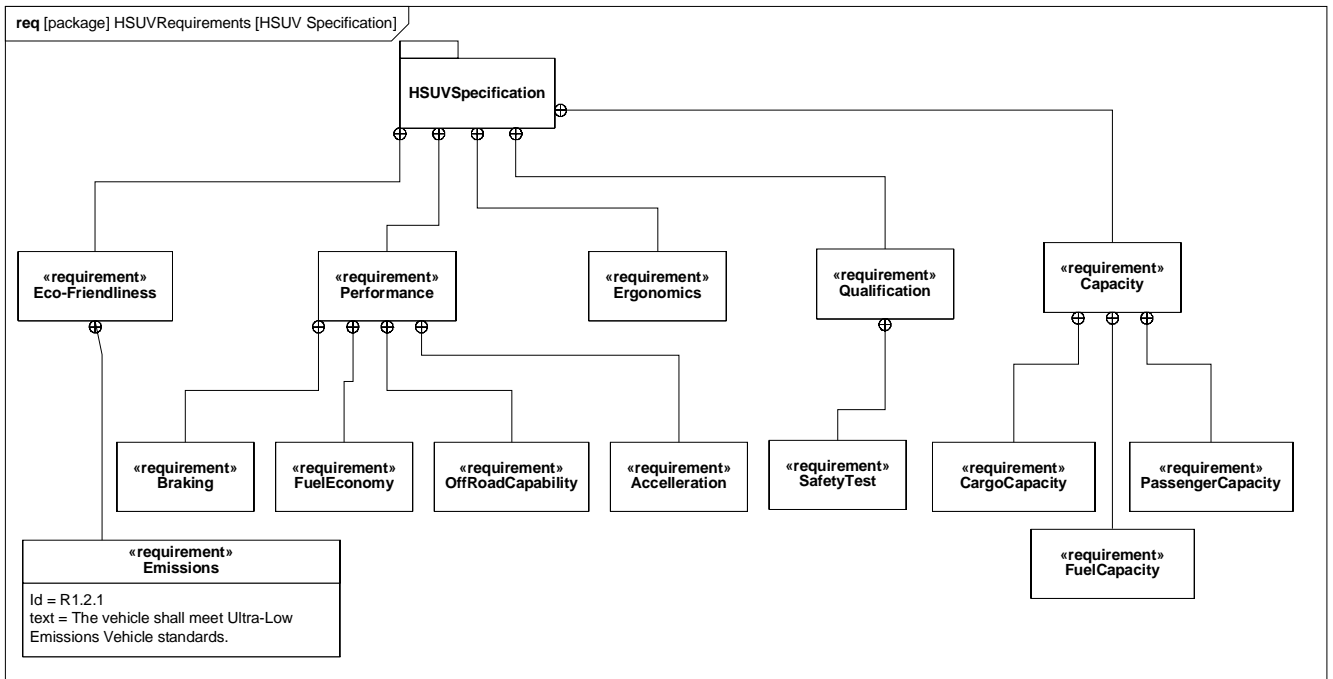 req [package] HSUVRequirements [HSUV Specification]
HSUVSpecification
«requirement»
Eco-Friendliness
«requirement»
Performance
«requirement»
Ergonomics
«requirement»
Qualification
«requirement»
Capacity
«requirement»
Braking
«requirement»
FuelEconomy
«requirement»
OffRoadCapability
«requirement»
Accelleration
«requirement»
SafetyTest
«requirement»
CargoCapacity
«requirement»
PassengerCapacity
«requirement»
FuelCapacity
«requirement»
Emissions
Id = R1.2.1
text = The vehicle shall meet Ultra-Low
Emissions Vehicle standards.